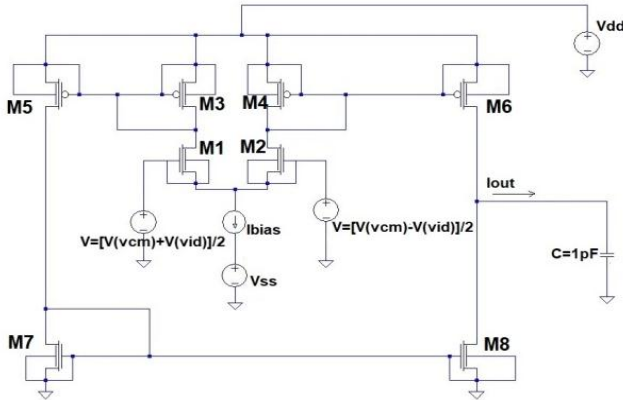 Vdd
M5
M3
M4
M6
M1
M2
Iout
Ibias
V=[V(vcm)+V(vid)]/2
V=[V(vcm)-V(vid)]/2
C=1pF
Vss
M7
M8